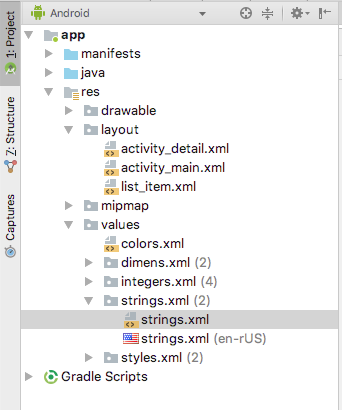 Android
1: Project
Z: Structure
Captures
app
manifests
java
res
drawable
layout
activity_detail.xml
activity_main.xml
list_item.xml
mipmap
values
colors.xml
dimens.xml (2)
integers.xml (4)
strings.xml (2)
strings.xml
strings.xml (en-rUS)
styles.xml (2)
Gradle Scripts